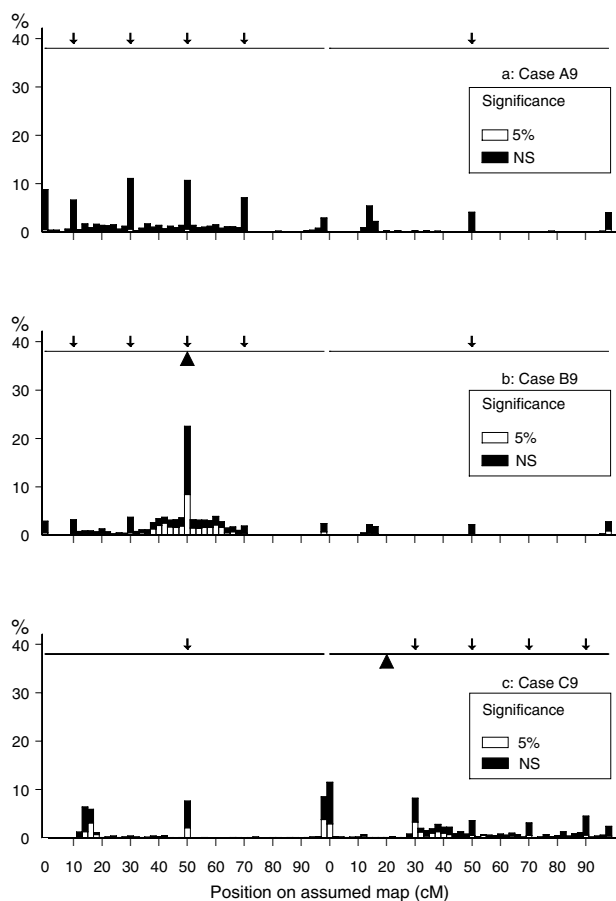 %
40
30
20
10
0
a: Case A9
Significance
5%
NS
%
40
30
20
10
0
b: Case B9
Significance
5%
NS
%
40
30
20
10
0
c: Case C9
Significance
5%
NS
0 10 20 30 40 50 60 70 80 90 0 10 20 30 40 50 60 70 80 90
Position on assumed map (cM)